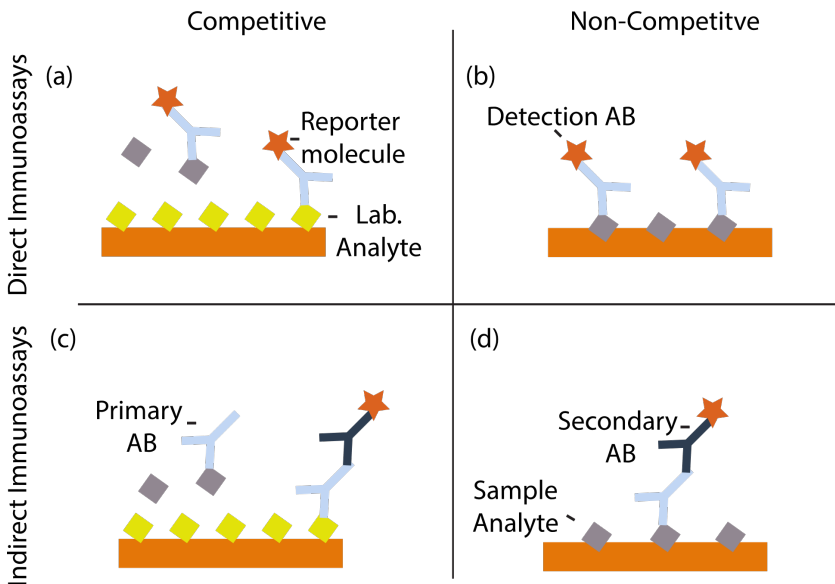 Competitive
Non-Competitve
Direct Immunoassays
(a)
Reporter
molecule
Lab.
Analyte
(b)
Detection AB
Indirect Immunoassays
(c)
Primary
AB
(d)
Secondary
AB
Sample
Analyte